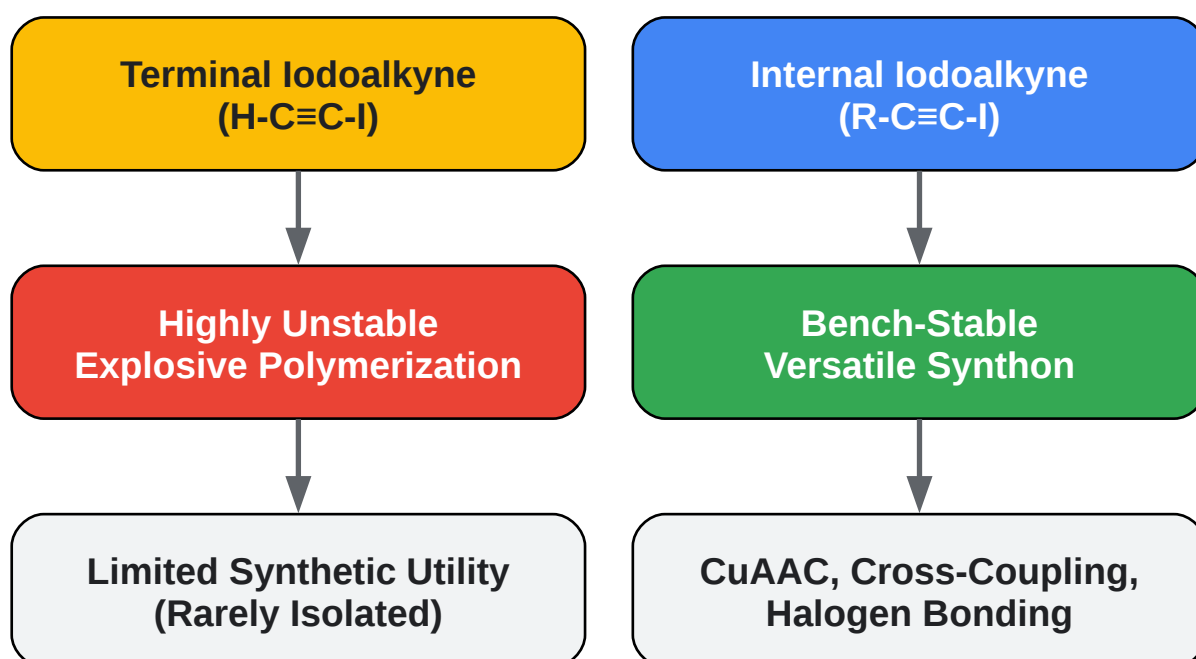 Terminal Iodoalkyne
(H-C≡C-I)
Internal Iodoalkyne
(R-C≡C-I)
Highly Unstable
Explosive Polymerization
Bench-Stable
Versatile Synthon
Limited Synthetic Utility
(Rarely Isolated)
CuAAC, Cross-Coupling,
Halogen Bonding